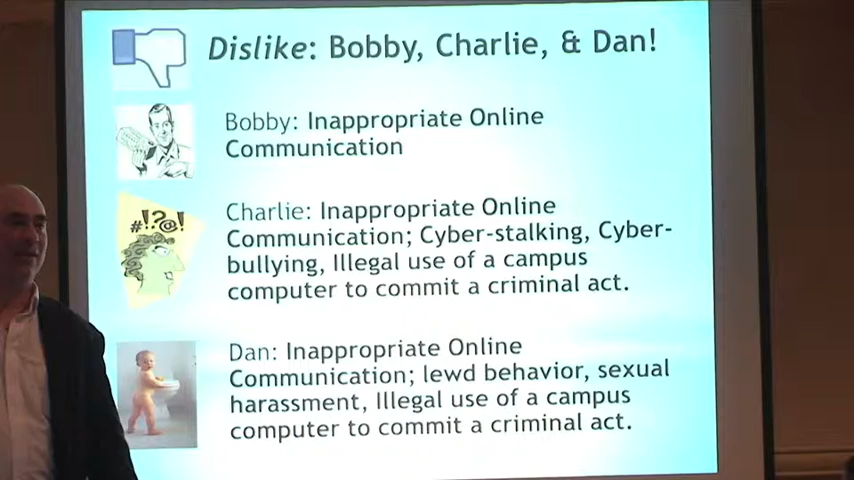 Dislike: Bobby, Charlie, & Dan!
Bobby: Inappropriate Online
Communication
#!?@!
Charlie: Inappropriate Online
Communication; Cyber-stalking, Cyber-
bullying, Illegal use of a campus
computer to commit a criminal act.
Dan: Inappropriate Online
Communication; lewd behavior, sexual
harassment, Illegal use of a campus
computer to commit a criminal act.